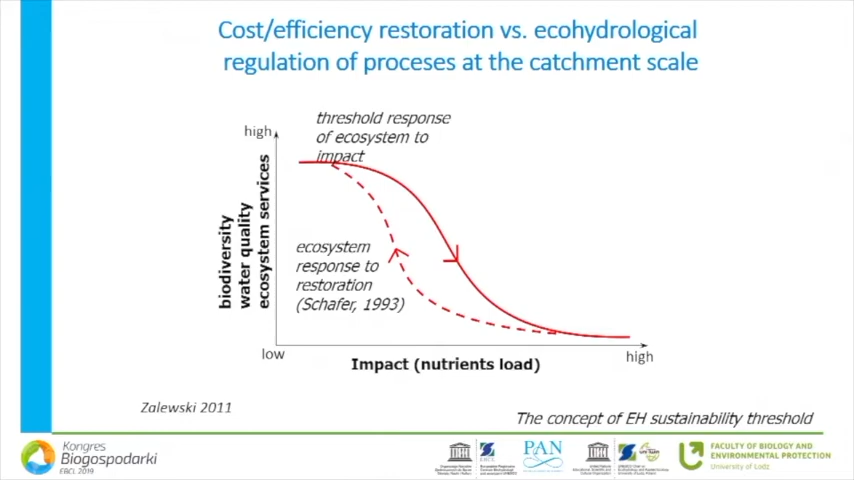 Cost/efficiency restoration vs. ecohydrological
regulation of proceses at the catchment scale
threshold response
of ecosystem to
impact
high
biodiversity
water quality
ecosystem services
ecosystem
response to
restoration
(Schafer, 1993)
low
high
Impact (nutrients load)
Zalewski 2011
The concept of EH sustainability threshold
Kongres
Biogospodarki
EBCL 2019
PAN
FACULTY OF BIOLOGY AND
ENVIRONMENTAL PROTECTION
University of Lodz